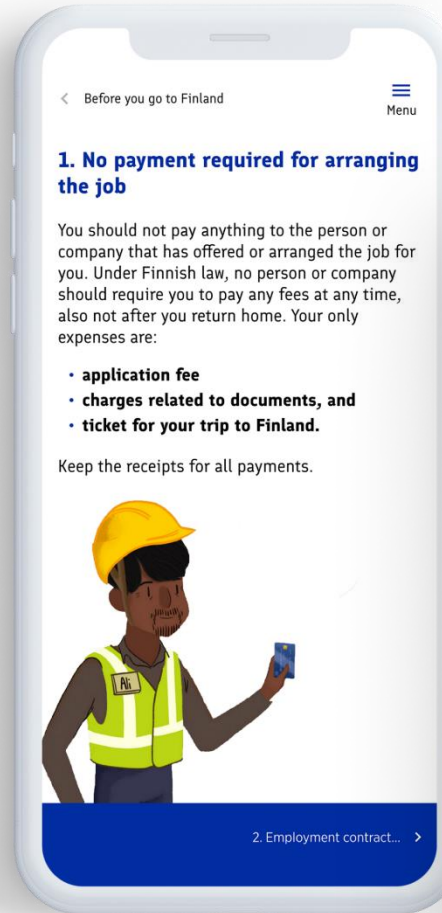 Before you go to Finland
Menu
1. No payment required for arranging
the job
You should not pay anything to the person or
company that has offered or arranged the job for
you. Under Finnish law, no person or company
should require you to pay any fees at any time,
also not after you return home. Your only
expenses are:
• application fee
• charges related to documents, and
• ticket for your trip to Finland.
Keep the receipts for all payments.
Ali
2. Employment contract...